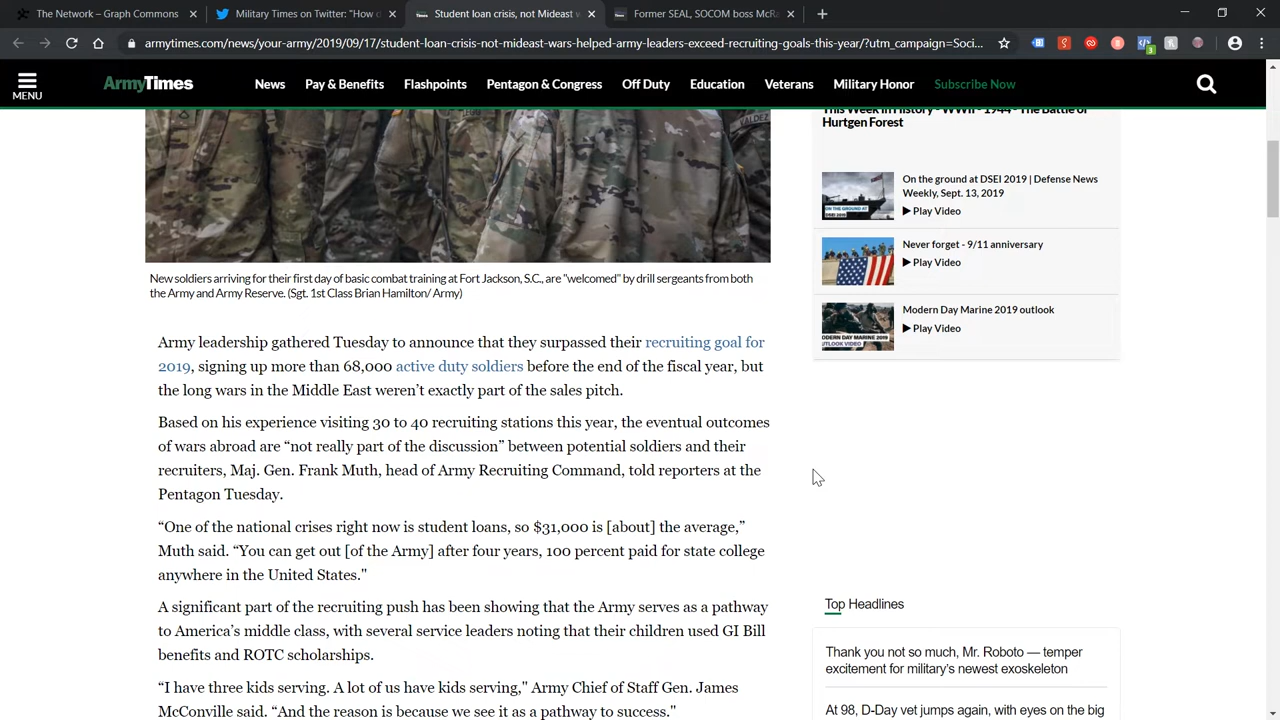 The Network – Graph Commons
Military Times on Twitter: "How
Student loan crisis, not Mideast
Former SEAL, SOCOM boss McRa
armytimes.com/news/your-army/2019/09/17/student-loan-crisis-not-mideast-wars-helped-army-leaders-exceed-recruiting-goals-this-year/?utm_campaign=Soci...
3
MENU
ArmyTimes
News
Pay & Benefits
Flashpoints
Pentagon & Congress
Off Duty
Education
Veterans
Military Honor
Subscribe Now
VALDEZ
New soldiers arriving for their first day of basic combat training at Fort Jackson, S.C., are "welcomed" by drill sergeants from both
the Army and Army Reserve. (Sgt. 1st Class Brian Hamilton/ Army)
Army leadership gathered Tuesday to announce that they surpassed their recruiting goal for
2019, signing up more than 68,000 active duty soldiers before the end of the fiscal year, but
the long wars in the Middle East weren’t exactly part of the sales pitch.
Based on his experience visiting 30 to 40 recruiting stations this year, the eventual outcomes
of wars abroad are “not really part of the discussion” between potential soldiers and their
recruiters, Maj. Gen. Frank Muth, head of Army Recruiting Command, told reporters at the
Pentagon Tuesday.
“One of the national crises right now is student loans, so $31,000 is [about] the average,”
Muth said. “You can get out [of the Army] after four years, 100 percent paid for state college
anywhere in the United States."
A significant part of the recruiting push has been showing that the Army serves as a pathway
to America’s middle class, with several service leaders noting that their children used GI Bill
benefits and ROTC scholarships.
“I have three kids serving. A lot of us have kids serving," Army Chief of Staff Gen. James
McConville said. “And the reason is because we see it as a pathway to success."
This Week in History - WWII - 1944 - The Battle of
Hurtgen Forest
ON THE GROUND AT
DSEI 2019
On the ground at DSEI 2019 | Defense News
Weekly, Sept. 13, 2019
Play Video
Never forget - 9/11 anniversary
Play Video
MODERN DAY MARINE 2019
OUTLOOK VIDEO
Modern Day Marine 2019 outlook
Play Video
Top Headlines
Thank you not so much, Mr. Roboto — temper
excitement for military’s newest exoskeleton
At 98, D-Day vet jumps again, with eyes on the big